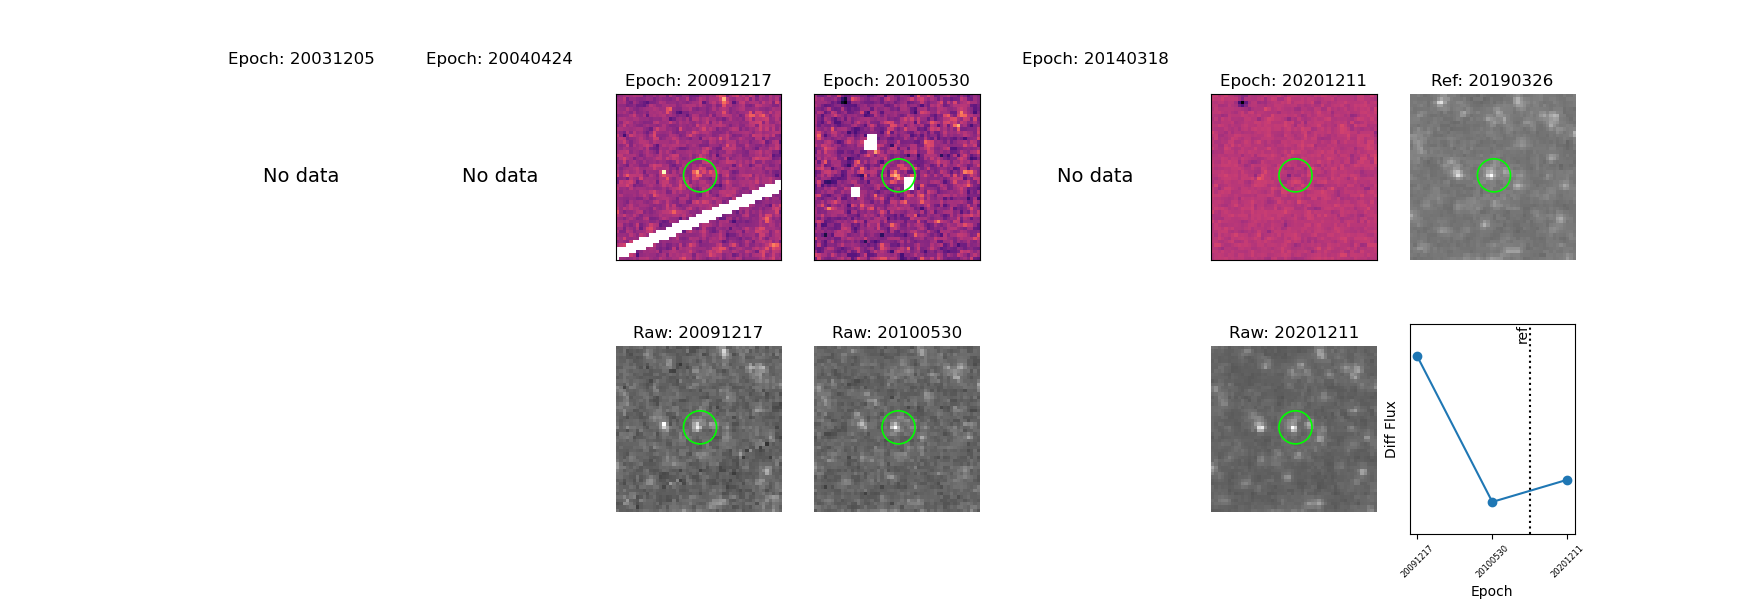 Epoch: 20031205
Epoch: 20040424
Epoch: 20091217
Epoch: 20100530
Epoch: 20140318
Epoch: 20201211
Ref: 20190326
No data
No data
No data
Raw: 20091217
Raw: 20100530
Raw: 20201211
ref
Diff Flux
20091217
20100530
20201211
Epoch